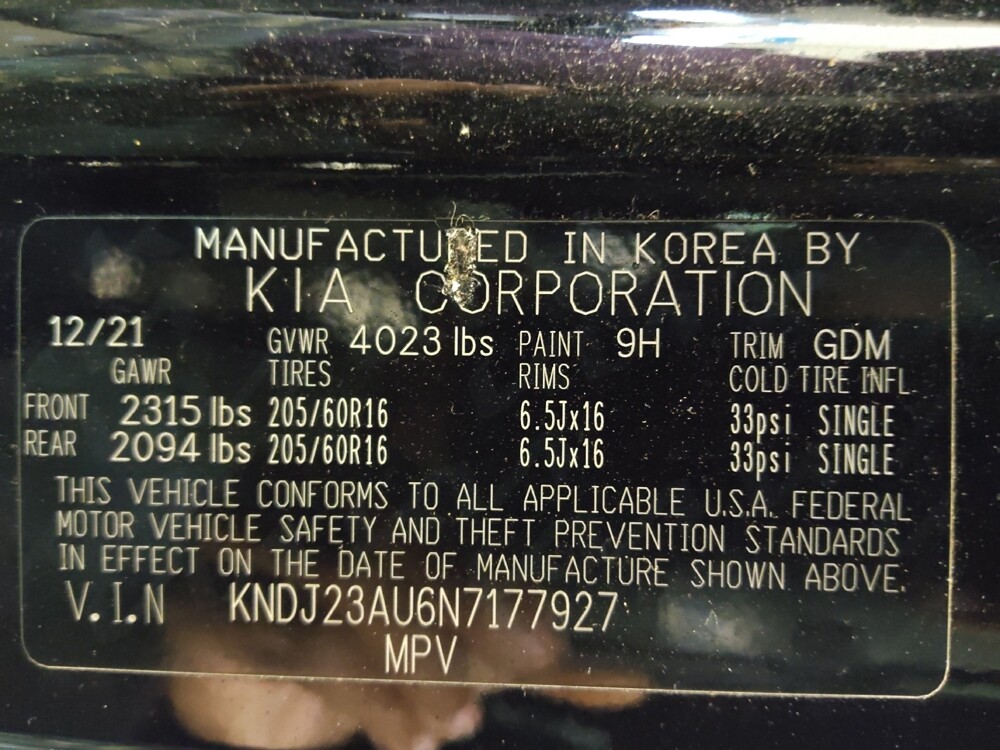 MANUFACTURED IN KOREA BY
KIA CORPORATION
12/21 GVWR 4023 lbs PAINT 9H TRIM GDM
GAWR TIRES RIMS COLD TIRE INFL.
FRONT 2315 lbs 205/60R16 6.5Jx16 33psi SINGLE
REAR 2094 lbs 205/60R16 6.5Jx16 33psi SINGLE
THIS VEHICLE CONFORMS TO ALL APPLICABLE U.S.A. FEDERAL
MOTOR VEHICLE SAFETY AND THEFT PREVENTION STANDARDS
IN EFFECT ON THE DATE OF MANUFACTURE SHOWN ABOVE.
V.I.N KNDJ23AU6N7177927
MPV